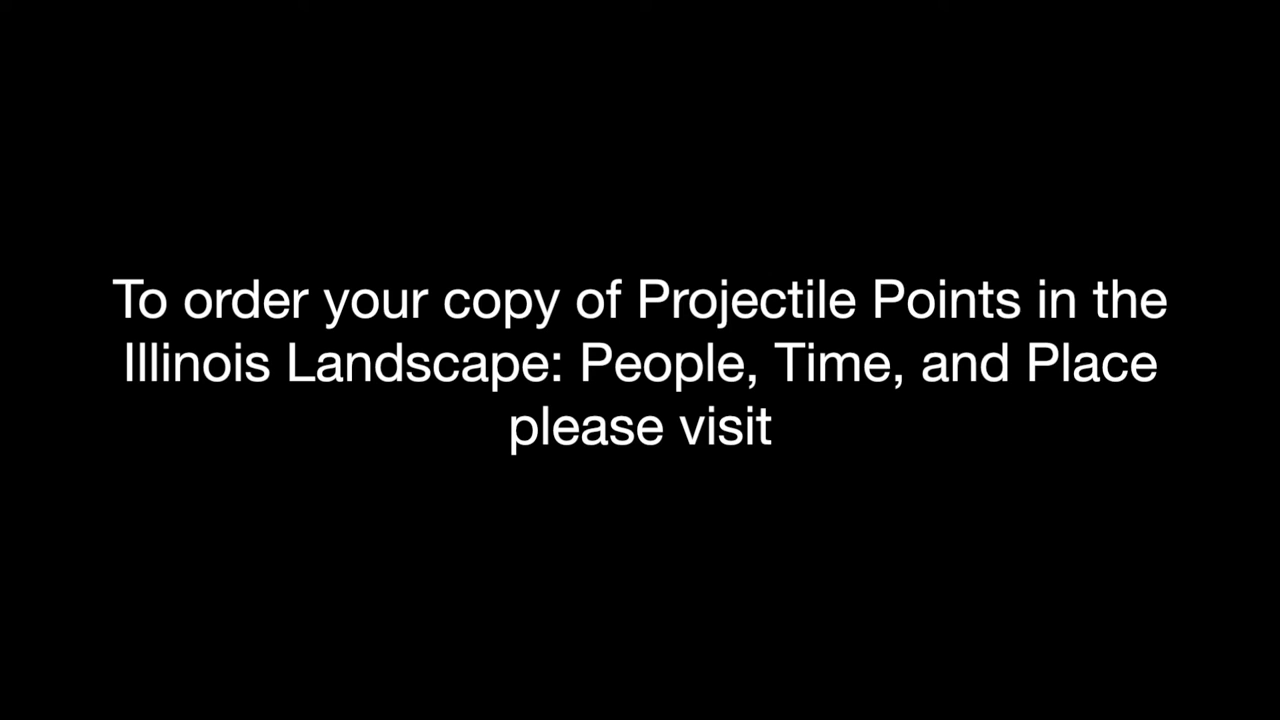 To order your copy of Projectile Points in the
Illinois Landscape: People, Time, and Place
please visit